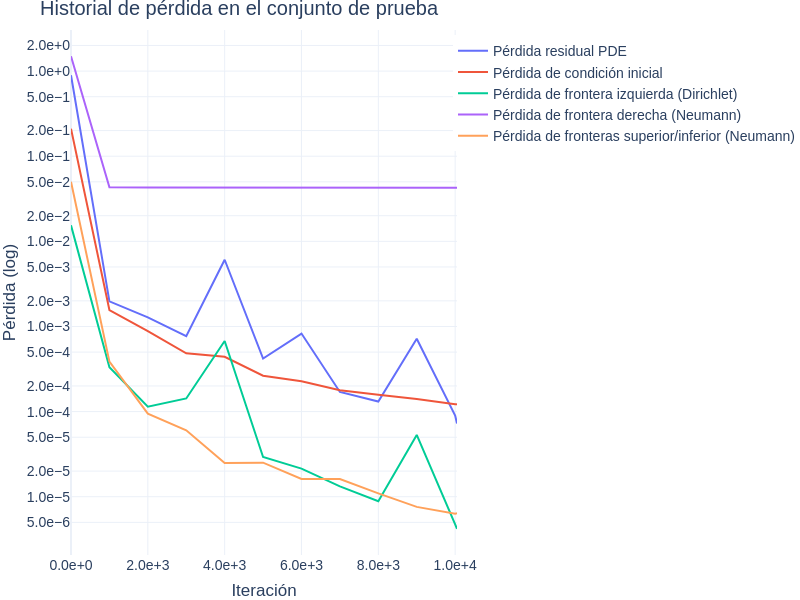 Historial de pérdida en el conjunto de prueba
Pérdida residual PDE
Pérdida de condición inicial
Pérdida de frontera izquierda (Dirichlet)
Pérdida de frontera derecha (Neumann)
Pérdida de fronteras superior/inferior (Neumann)
Pérdida (log)
2.0e+0
1.0e+0
5.0e−1
2.0e−1
1.0e−1
5.0e−2
2.0e−2
1.0e−2
5.0e−3
2.0e−3
1.0e−3
5.0e−4
2.0e−4
1.0e−4
5.0e−5
2.0e−5
1.0e−5
5.0e−6
0.0e+0
2.0e+3
4.0e+3
6.0e+3
8.0e+3
1.0e+4
Iteración